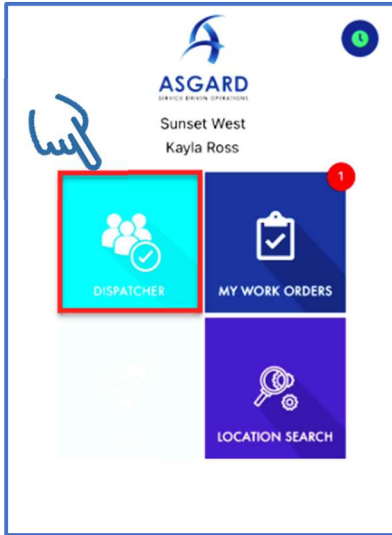 ASGARD
SERVICE DRIVEN OPERATIONS
Sunset West
Kayla Ross
1
DISPATCHER
MY WORK ORDERS
LOCATION SEARCH